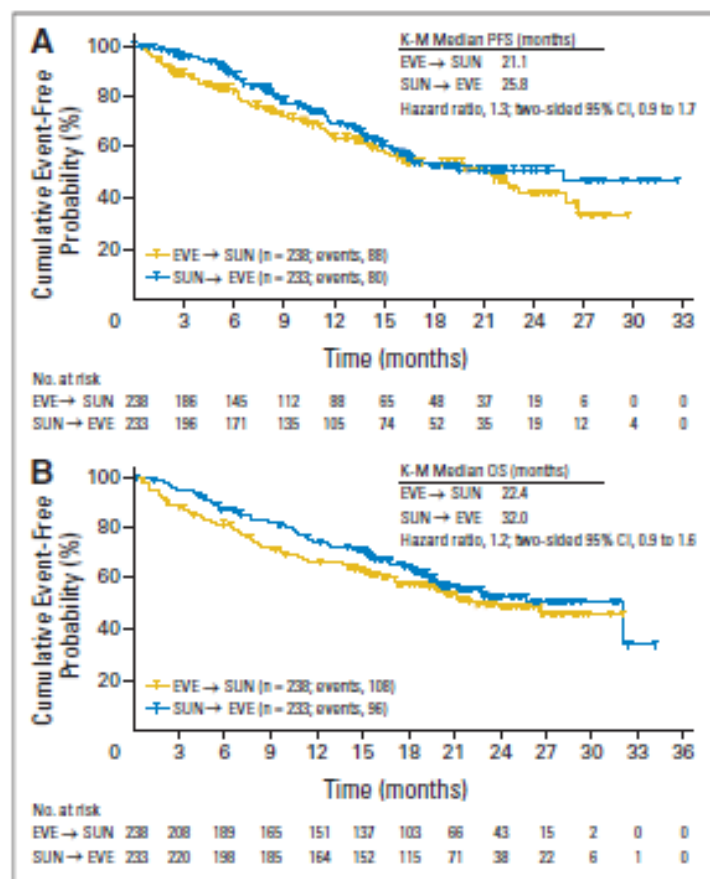 A
K-M Median PFS (months)
EVE → SUN 21.1
SUN → EVE 25.8
Hazard ratio, 1.3; two-sided 95% CI, 0.9 to 1.7
Cumulative Event-Free
Probability (%)
100
80
60
40
20
EVE → SUN (n = 238; events, 88)
SUN → EVE (n = 233; events, 80)
0 3 6 9 12 15 18 21 24 27 30 33
Time (months)
No. at risk
EVE → SUN 238 186 145 112 88 65 48 37 19 6 0 0
SUN → EVE 233 196 171 135 105 74 52 35 19 12 4 0
B
K-M Median OS (months)
EVE → SUN 22.4
SUN → EVE 32.0
Hazard ratio, 1.2; two-sided 95% CI, 0.9 to 1.6
Cumulative Event-Free
Probability (%)
100
80
60
40
20
EVE → SUN (n = 238; events, 108)
SUN → EVE (n = 233; events, 96)
0 3 6 9 12 15 18 21 24 27 30 33 36
Time (months)
No. at risk
EVE → SUN 238 208 189 165 151 137 103 66 43 15 2 0 0
SUN → EVE 233 220 198 185 164 152 115 71 38 22 6 1 0